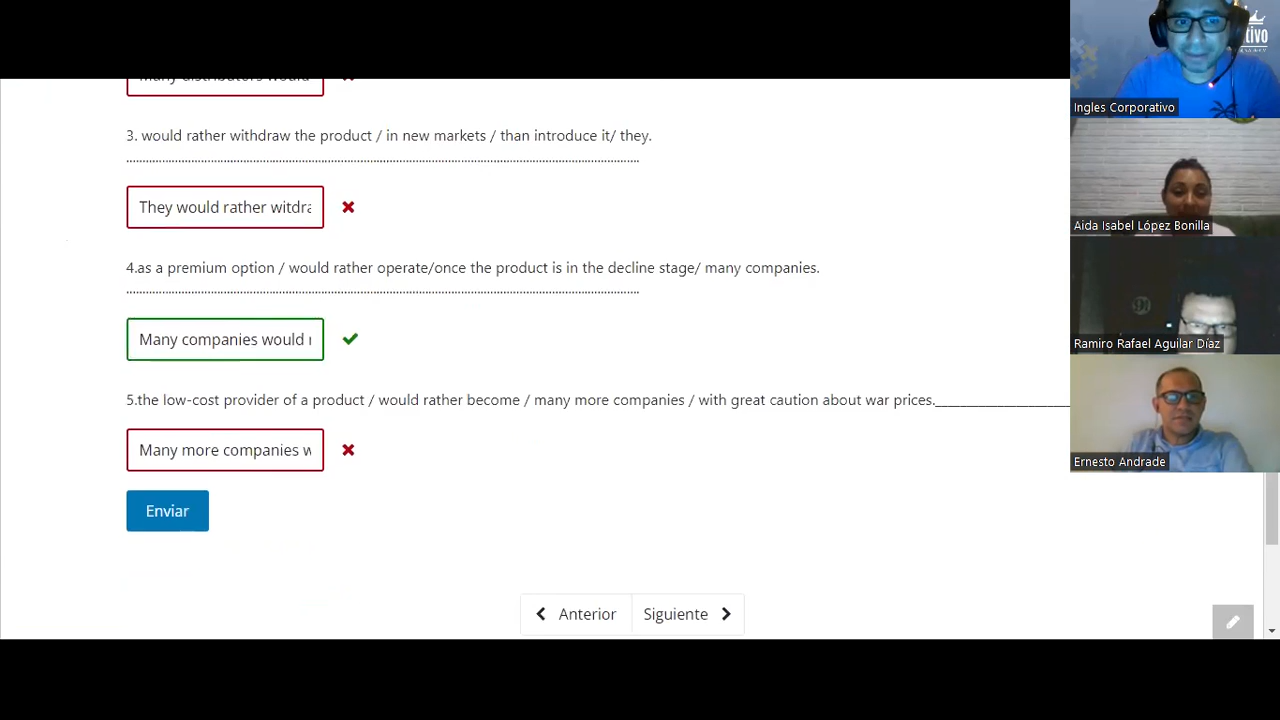 tivo
Ingles Corporativo
3. would rather withdraw the product / in new markets / than introduce it/ they.
They would rather witdra
Aida Isabel López Bonilla
4.as a premium option / would rather operate/once the product is in the decline stage/ many companies.
Many companies would r
Ramiro Rafael Aguilar Díaz
5.the low-cost provider of a product / would rather become / many more companies / with great caution about war prices.
Many more companies w
Ernesto Andrade
Enviar
Anterior
Siguiente